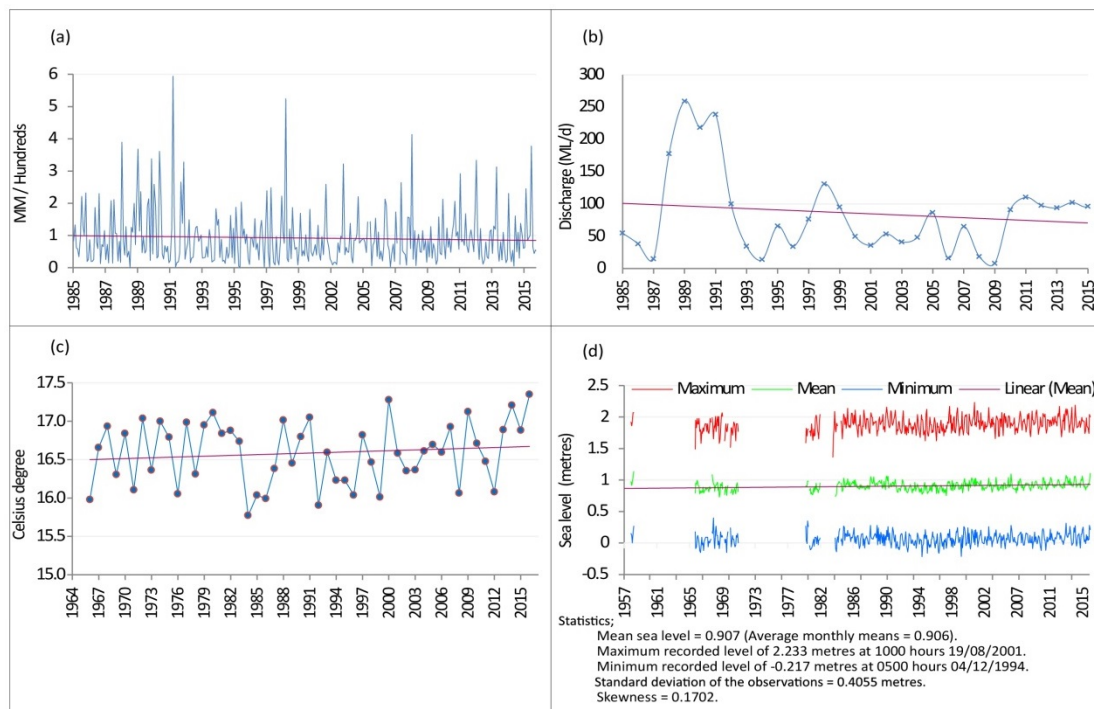 (a)
MM / Hundreds
6
5
4
3
2
1
0
1985 1987 1989 1991 1993 1995 1997 1999 2002 2005 2007 2009 2011 2013 2015
(b)
Discharge (ML/d)
300
250
200
150
100
50
0
1985 1987 1989 1991 1993 1995 1997 1999 2001 2003 2005 2007 2009 2011 2013 2015
(c)
Celsius degree
17.5
17.0
16.5
16.0
15.5
15.0
1964 1967 1970 1973 1976 1979 1982 1985 1988 1991 1994 1997 2000 2003 2006 2009 2012 2015
(d)
Maximum Mean Minimum Linear (Mean)
Sea level (metres)
2.5
2
1.5
1
0.5
0
-0.5
1957 1961 1965 1969 1973 1977 1982 1986 1990 1994 1998 2002 2006 2011 2015
Statistics;
Mean sea level = 0.907 (Average monthly means = 0.906).
Maximum recorded level of 2.233 metres at 1000 hours 19/08/2001.
Minimum recorded level of -0.217 metres at 0500 hours 04/12/1994.
Standard deviation of the observations = 0.4055 metres.
Skewness = 0.1702.